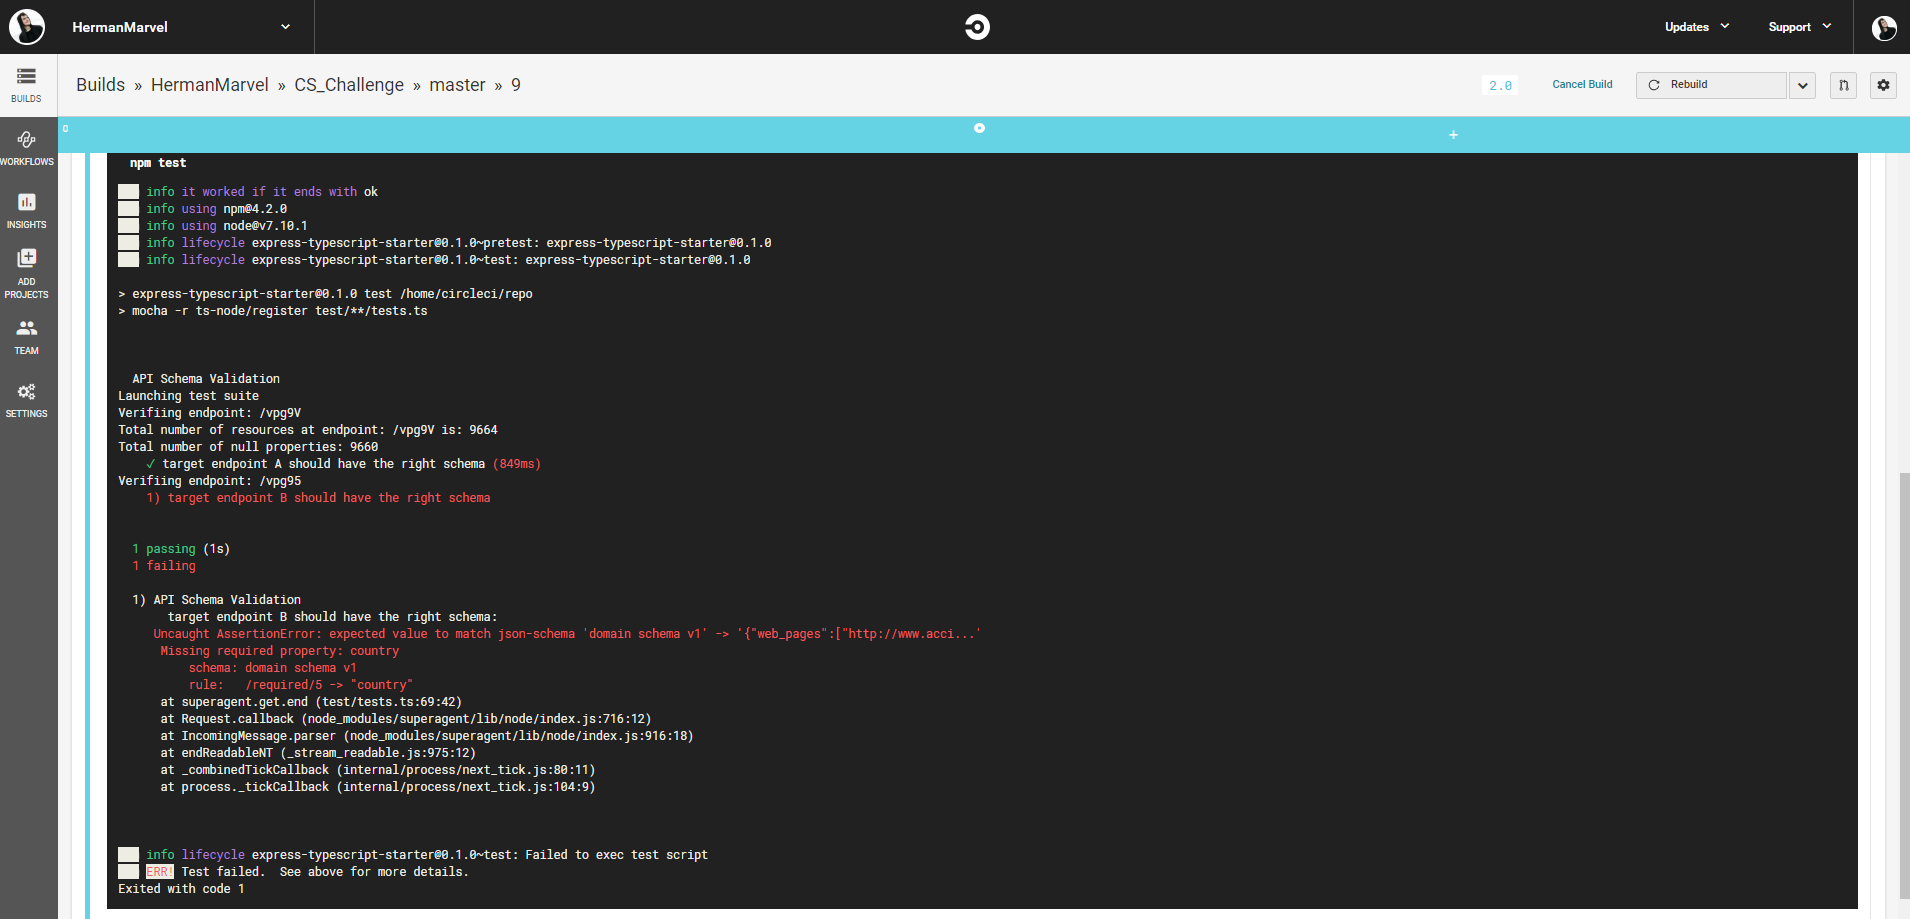 HermanMarvel
Updates
Support
BUILDS
WORKFLOWS
INSIGHTS
ADD
PROJECTS
TEAM
SETTINGS
Builds » HermanMarvel » CS_Challenge » master » 9
2.0
Cancel Build
Rebuild
0
+
npm test
info it worked if it ends with ok
info using npm@4.2.0
info using node@v7.10.1
info lifecycle express-typescript-starter@0.1.0~pretest: express-typescript-starter@0.1.0
info lifecycle express-typescript-starter@0.1.0~test: express-typescript-starter@0.1.0
> express-typescript-starter@0.1.0 test /home/circleci/repo
> mocha -r ts-node/register test/**/tests.ts
API Schema Validation
Launching test suite
Verifiing endpoint: /vpg9V
Total number of resources at endpoint: /vpg9V is: 9664
Total number of null properties: 9660
✓ target endpoint A should have the right schema (849ms)
Verifiing endpoint: /vpg95
1) target endpoint B should have the right schema
1 passing (1s)
1 failing
1) API Schema Validation
target endpoint B should have the right schema:
Uncaught AssertionError: expected value to match json-schema 'domain schema v1' -> '{"web_pages":["http://www.acci...'
Missing required property: country
schema: domain schema v1
rule: /required/5 -> "country"
at superagent.get.end (test/tests.ts:69:42)
at Request.callback (node_modules/superagent/lib/node/index.js:716:12)
at IncomingMessage.parser (node_modules/superagent/lib/node/index.js:916:18)
at endReadableNT (_stream_readable.js:975:12)
at _combinedTickCallback (internal/process/next_tick.js:80:11)
at process._tickCallback (internal/process/next_tick.js:104:9)
info lifecycle express-typescript-starter@0.1.0~test: Failed to exec test script
ERR! Test failed. See above for more details.
Exited with code 1